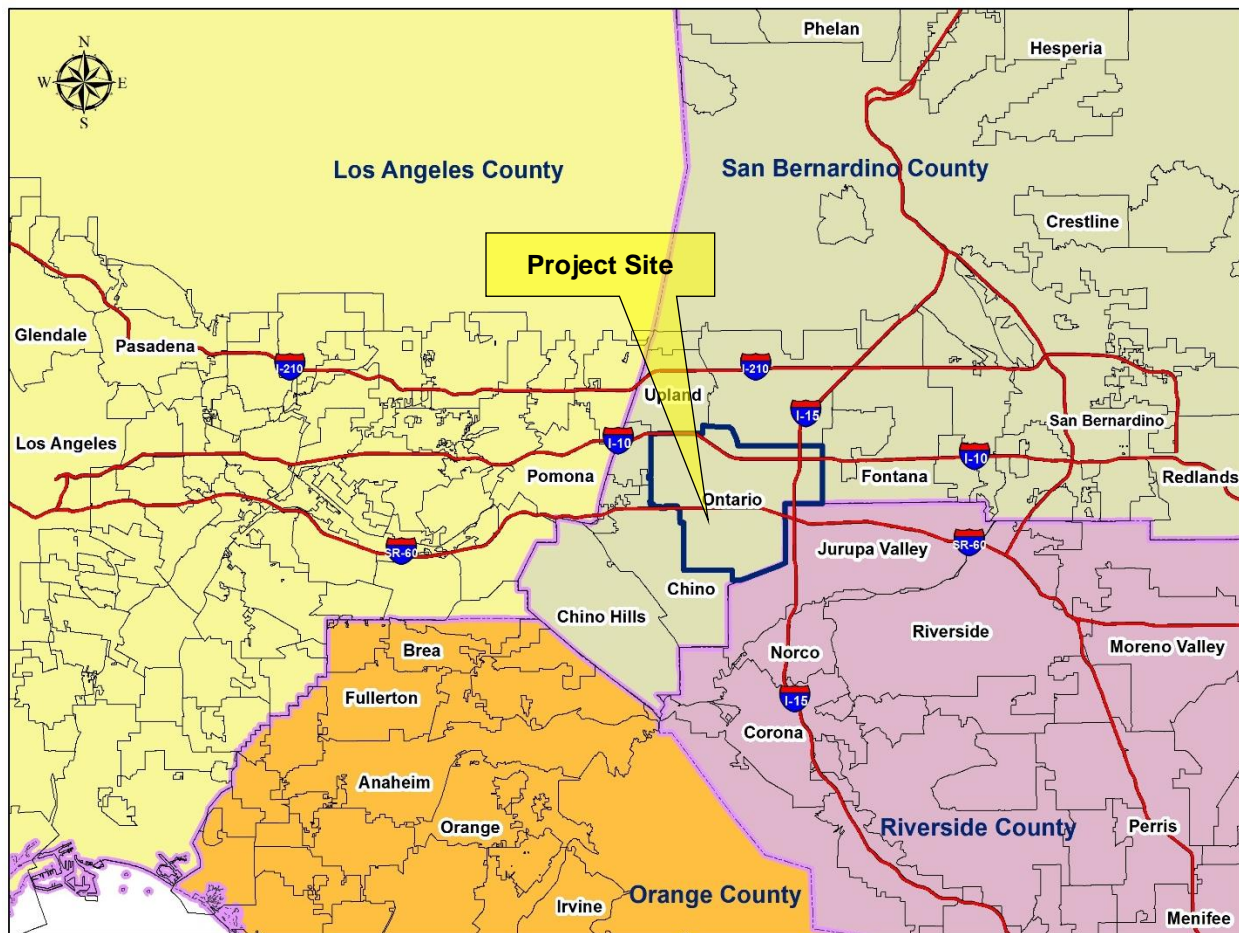 Phelan
Hesperia
N
W
E
S
Los Angeles County
San Bernardino County
Crestline
Project Site
Glendale
Pasadena
I-210
I-210
Upland
I-15
San Bernardino
Los Angeles
I-10
I-10
Pomona
Fontana
Redlands
Ontario
SR-60
SR-60
Jurupa Valley
Chino
Chino Hills
Riverside
Moreno Valley
Brea
Norco
Fullerton
I-15
Corona
Anaheim
Orange
Riverside County
Perris
Orange County
Irvine
Menifee